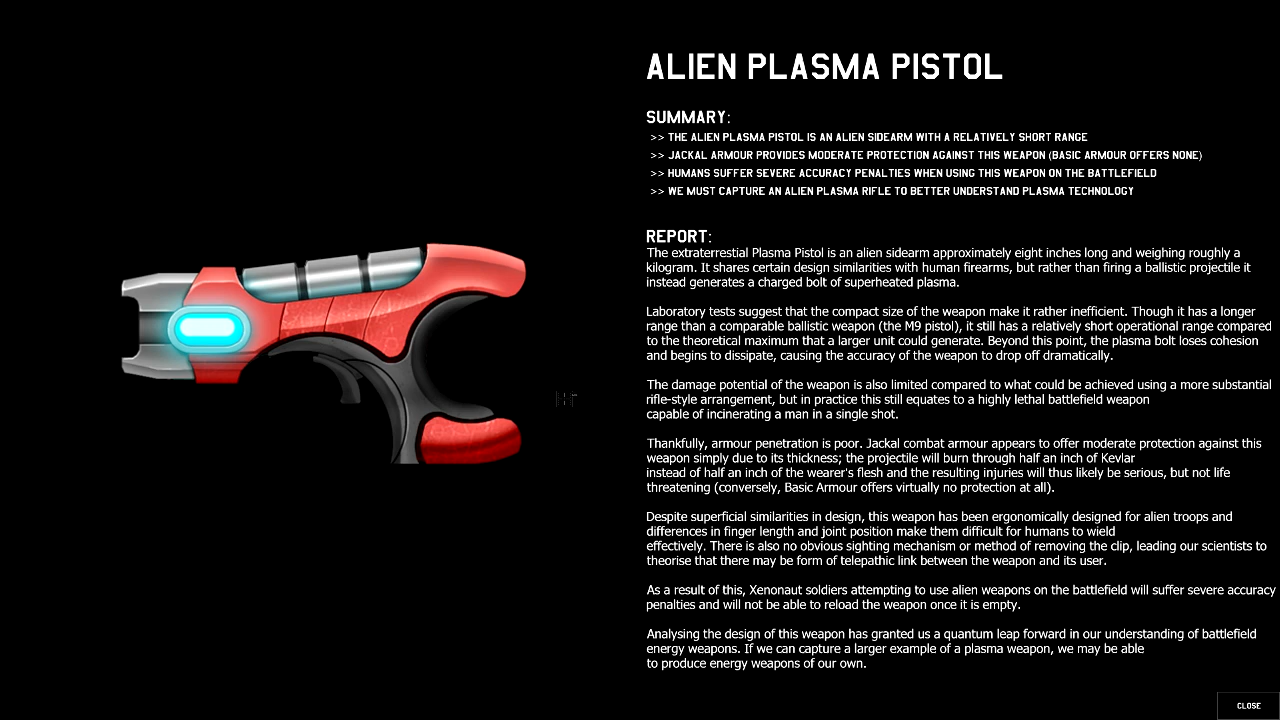 ALIEN PLASMA PISTOL
SUMMARY:
>> THE ALIEN PLASMA PISTOL IS AN ALIEN SIDEARM WITH A RELATIVELY SHORT RANGE
>> JACKAL ARMOUR PROVIDES MODERATE PROTECTION AGAINST THIS WEAPON (BASIC ARMOUR OFFERS NONE)
>> HUMANS SUFFER SEVERE ACCURACY PENALTIES WHEN USING THIS WEAPON ON THE BATTLEFIELD
>> WE MUST CAPTURE AN ALIEN PLASMA RIFLE TO BETTER UNDERSTAND PLASMA TECHNOLOGY
REPORT:
The extraterrestial Plasma Pistol is an alien sidearm approximately eight inches long and weighing roughly a
kilogram. It shares certain design similarities with human firearms, but rather than firing a ballistic projectile it
instead generates a charged bolt of superheated plasma.
Laboratory tests suggest that the compact size of the weapon make it rather inefficient. Though it has a longer
range than a comparable ballistic weapon (the M9 pistol), it still has a relatively short operational range compared
to the theoretical maximum that a larger unit could generate. Beyond this point, the plasma bolt loses cohesion
and begins to dissipate, causing the accuracy of the weapon to drop off dramatically.
The damage potential of the weapon is also limited compared to what could be achieved using a more substantial
rifle-style arrangement, but in practice this still equates to a highly lethal battlefield weapon
capable of incinerating a man in a single shot.
Thankfully, armour penetration is poor. Jackal combat armour appears to offer moderate protection against this
weapon simply due to its thickness; the projectile will burn through half an inch of Kevlar
instead of half an inch of the wearer's flesh and the resulting injuries will thus likely be serious, but not life
threatening (conversely, Basic Armour offers virtually no protection at all).
Despite superficial similarities in design, this weapon has been ergonomically designed for alien troops and
differences in finger length and joint position make them difficult for humans to wield
effectively. There is also no obvious sighting mechanism or method of removing the clip, leading our scientists to
theorise that there may be form of telepathic link between the weapon and its user.
As a result of this, Xenonaut soldiers attempting to use alien weapons on the battlefield will suffer severe accuracy
penalties and will not be able to reload the weapon once it is empty.
Analysing the design of this weapon has granted us a quantum leap forward in our understanding of battlefield
energy weapons. If we can capture a larger example of a plasma weapon, we may be able
to produce energy weapons of our own.
CLOSE